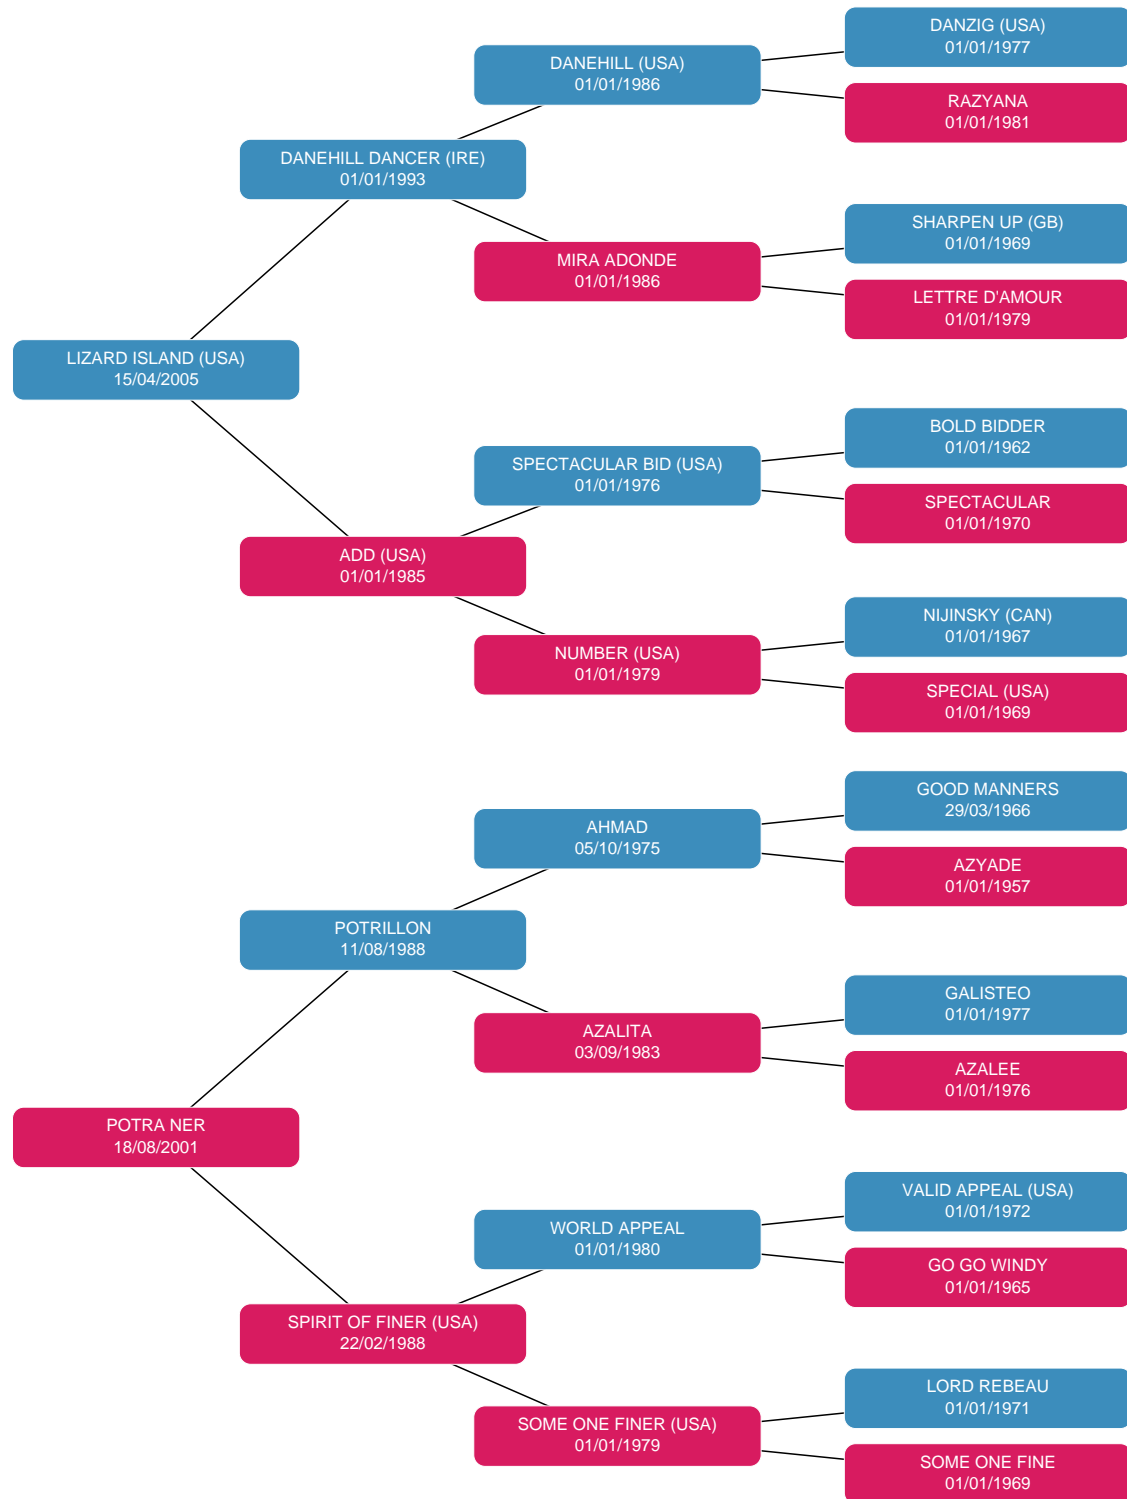 DANZIG (USA)
01/01/1977
DANEHILL (USA)
01/01/1986
RAZYANA
01/01/1981
DANEHILL DANCER (IRE)
01/01/1993
SHARPEN UP (GB)
01/01/1969
MIRA ADONDE
01/01/1986
LETTRE D'AMOUR
01/01/1979
LIZARD ISLAND (USA)
15/04/2005
BOLD BIDDER
01/01/1962
SPECTACULAR BID (USA)
01/01/1976
SPECTACULAR
01/01/1970
ADD (USA)
01/01/1985
NIJINSKY (CAN)
01/01/1967
NUMBER (USA)
01/01/1979
SPECIAL (USA)
01/01/1969
GOOD MANNERS
29/03/1966
AHMAD
05/10/1975
AZYADE
01/01/1957
POTRILLON
11/08/1988
GALISTEO
01/01/1977
AZALITA
03/09/1983
AZALEE
01/01/1976
POTRA NER
18/08/2001
VALID APPEAL (USA)
01/01/1972
WORLD APPEAL
01/01/1980
GO GO WINDY
01/01/1965
SPIRIT OF FINER (USA)
22/02/1988
LORD REBEAU
01/01/1971
SOME ONE FINER (USA)
01/01/1979
SOME ONE FINE
01/01/1969